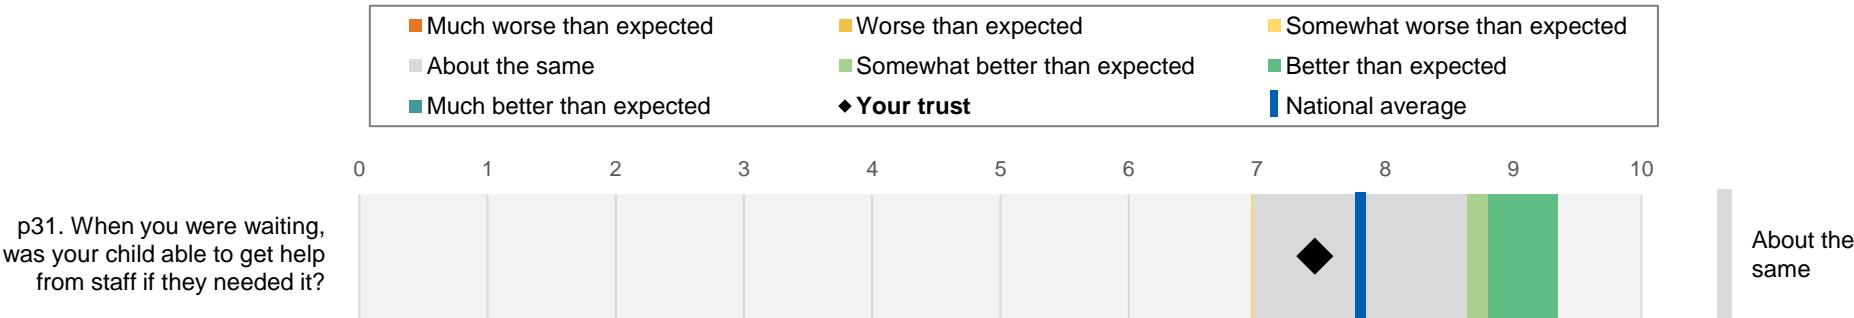 Much worse than expected
Worse than expected
Somewhat worse than expected
About the same
Somewhat better than expected
Better than expected
Much better than expected
Your trust
National average
0 1 2 3 4 5 6 7 8 9 10
p31. When you were waiting,
was your child able to get help
from staff if they needed it?
About the
same